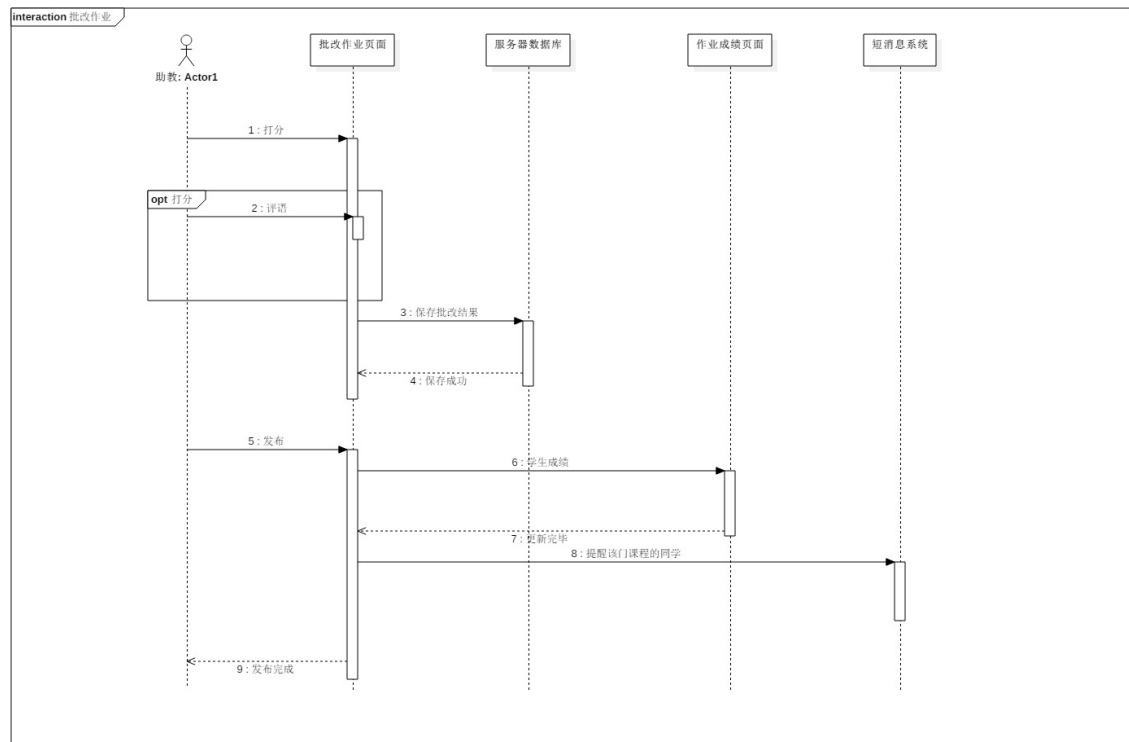 interaction 批改作业
助教: Actor1
批改作业页面
服务器数据库
作业成绩页面
短消息系统
1 : 打分
opt 打分
2 : 评语
3 : 保存批改结果
4 : 保存成功
5 : 发布
6 : 学生成绩
7 : 更新完毕
8 : 提醒该门课程的同学
9 : 发布完成